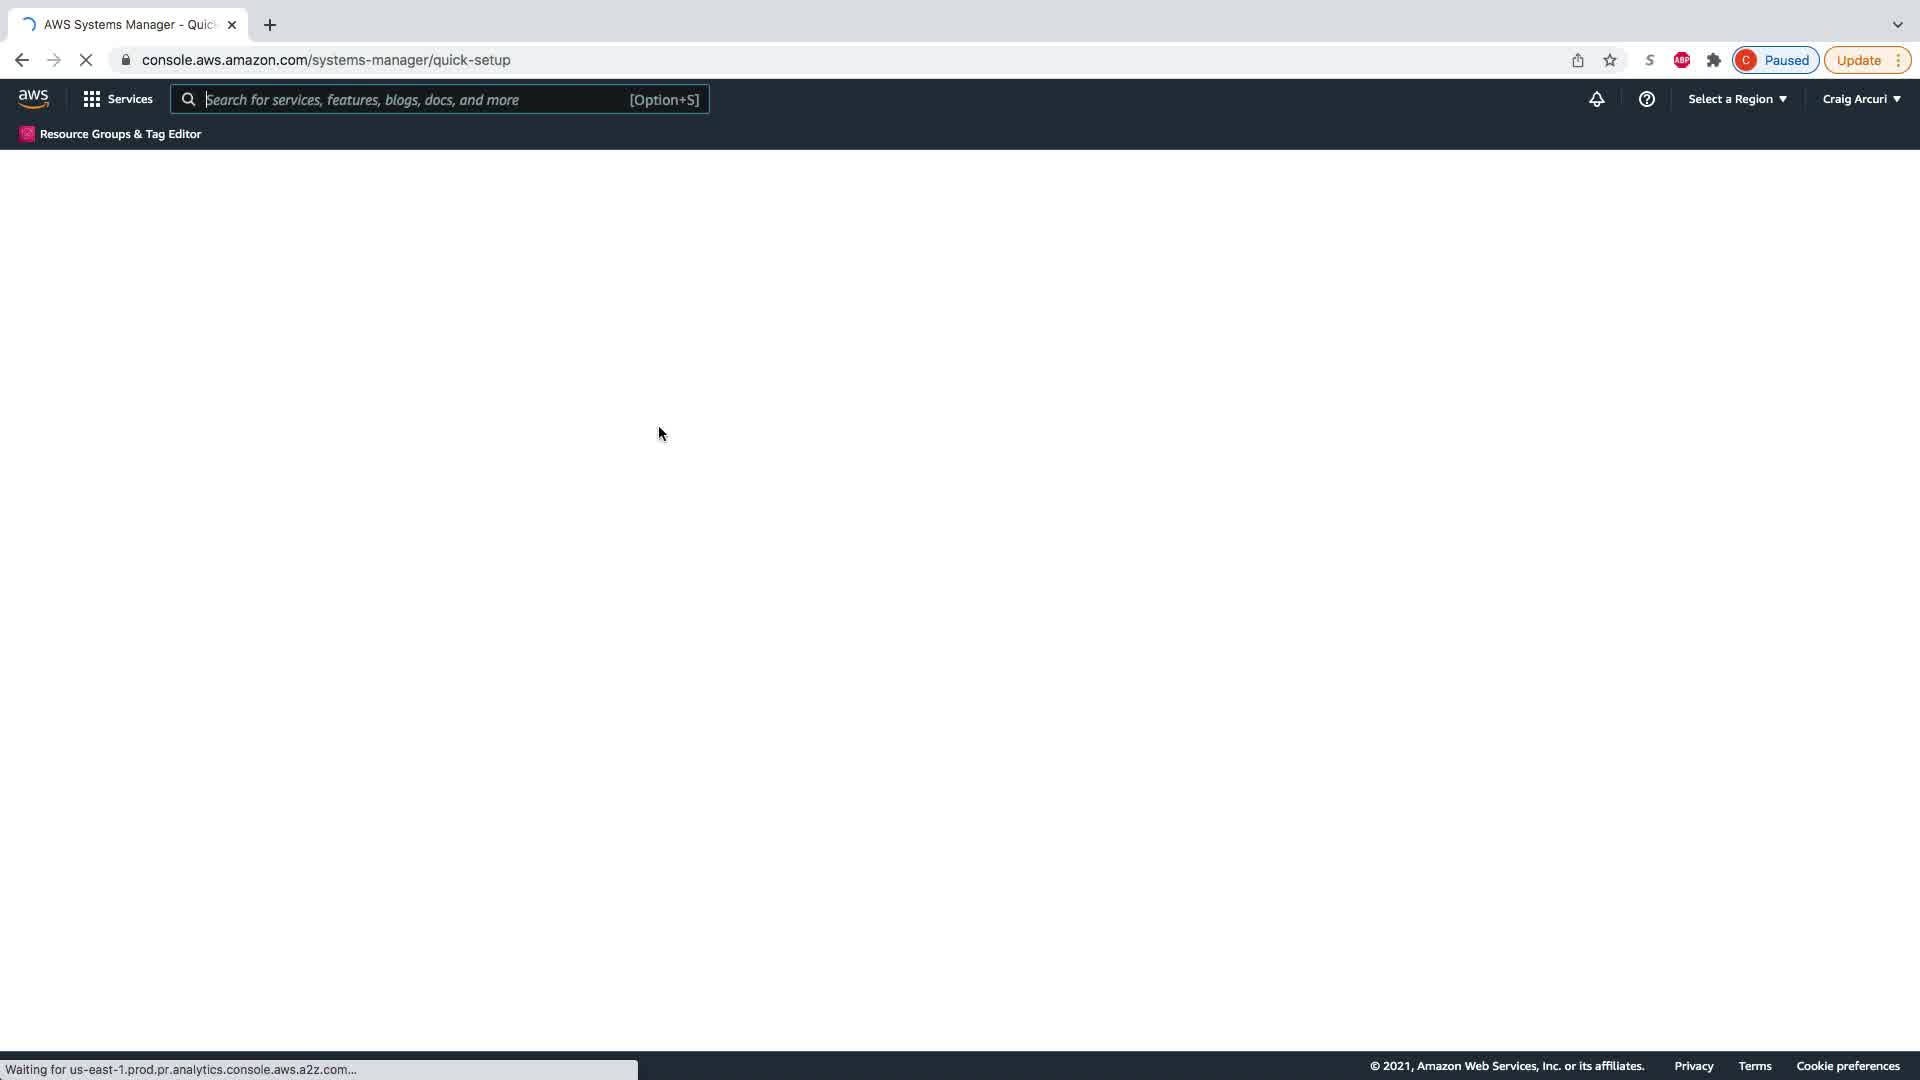 AWS Systems Manager - Quic
console.aws.amazon.com/systems-manager/quick-setup
S
ABP
C
Paused
Update
aws
Services
Search for services, features, blogs, docs, and more
[Option+S]
Select a Region
Craig Arcuri
Resource Groups & Tag Editor
Waiting for us-east-1.prod.pr.analytics.console.aws.a2z.com...
© 2021, Amazon Web Services, Inc. or its affiliates.
Privacy
Terms
Cookie preferences